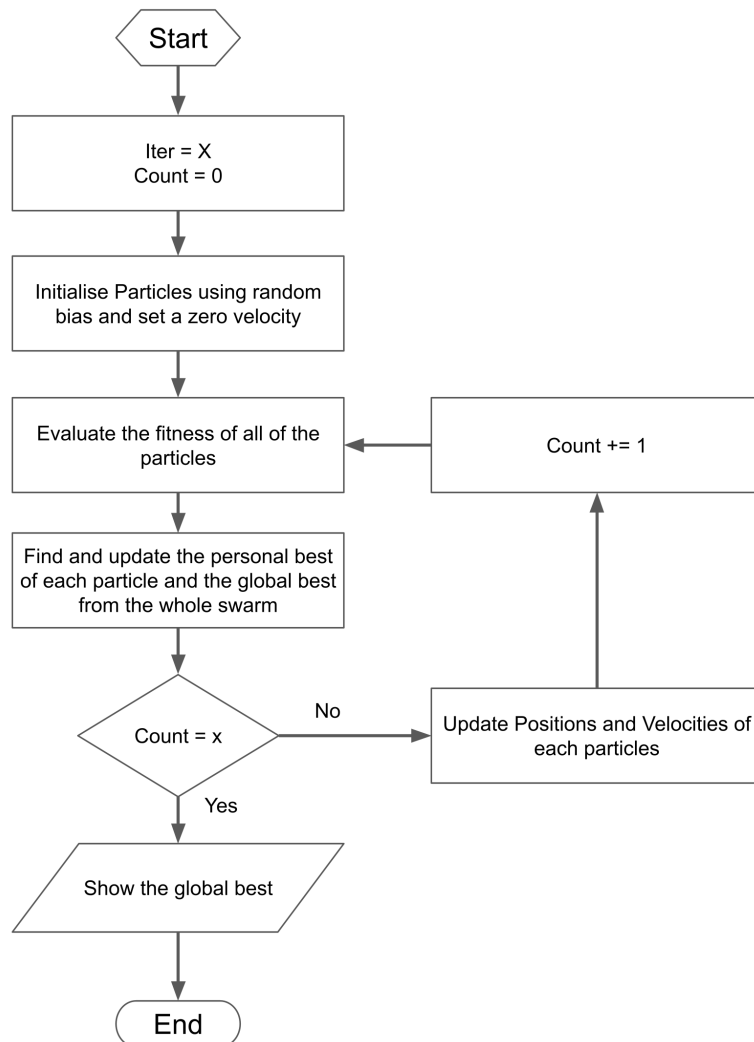 Start
Iter = X
Count = 0
Initialise Particles using random
bias and set a zero velocity
Evaluate the fitness of all of the
particles
Count += 1
Find and update the personal best
of each particle and the global best
from the whole swarm
Count = x
No
Update Positions and Velocities of
each particles
Yes
Show the global best
End